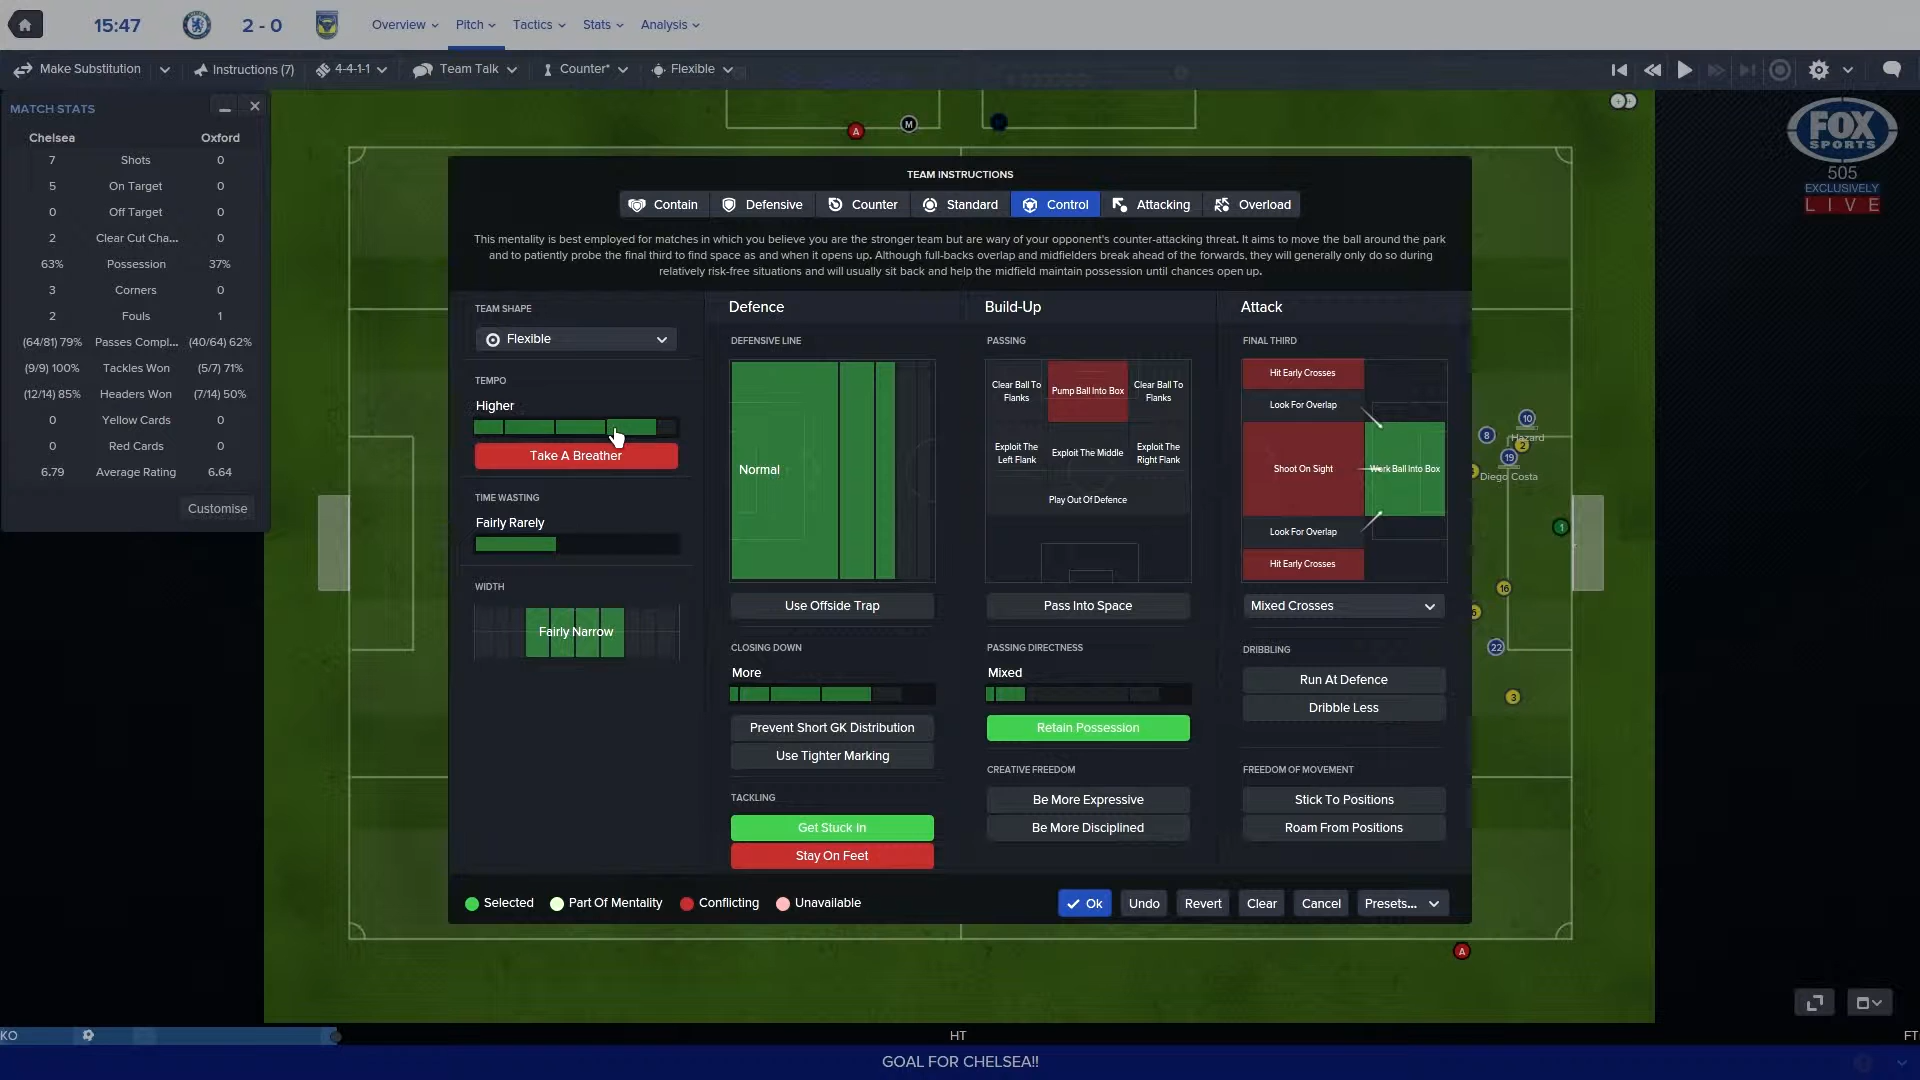 15:47
2 - 0
Overview
Pitch
Tactics
Stats
Analysis
Make Substitution
Instructions (7)
4-4-1-1
Team Talk
Counter*
Flexible
MATCH STATS
Chelsea Oxford
7 Shots 0
5 On Target 0
0 Off Target 0
2 Clear Cut Cha... 0
63% Possession 37%
3 Corners 0
2 Fouls 1
(64/81) 79% Passes Compl... (40/64) 62%
(9/9) 100% Tackles Won (5/7) 71%
(12/14) 85% Headers Won (7/14) 50%
0 Yellow Cards 0
0 Red Cards 0
6.79 Average Rating 6.64
Customise
A
M
FOX
SPORTS
505
EXCLUSIVELY
LIVE
TEAM INSTRUCTIONS
Contain
Defensive
Counter
Standard
Control
Attacking
Overload
This mentality is best employed for matches in which you believe you are the stronger team but are wary of your opponent's counter-attacking threat. It aims to move the ball around the park
and to patiently probe the final third to find space as and when it opens up. Although full-backs overlap and midfielders break ahead of the forwards, they will generally only do so during
relatively risk-free situations and will usually sit back and help the midfield maintain possession until chances open up.
TEAM SHAPE
Flexible
TEMPO
Higher
Take A Breather
TIME WASTING
Fairly Rarely
WIDTH
Fairly Narrow
Defence
DEFENSIVE LINE
Normal
Use Offside Trap
CLOSING DOWN
More
Prevent Short GK Distribution
Use Tighter Marking
TACKLING
Get Stuck In
Stay On Feet
Build-Up
PASSING
Clear Ball To
Flanks
Pump Ball Into Box
Clear Ball To
Flanks
Exploit The
Left Flank
Exploit The Middle
Exploit The
Right Flank
Play Out Of Defence
Pass Into Space
PASSING DIRECTNESS
Mixed
Retain Possession
CREATIVE FREEDOM
Be More Expressive
Be More Disciplined
Attack
FINAL THIRD
Hit Early Crosses
Look For Overlap
Shoot On Sight
Work Ball Into Box
Look For Overlap
Hit Early Crosses
Mixed Crosses
DRIBBLING
Run At Defence
Dribble Less
FREEDOM OF MOVEMENT
Stick To Positions
Roam From Positions
10
8
Hazard
2
19
Diego Costa
1
16
22
3
A
Selected
Part Of Mentality
Conflicting
Unavailable
Ok
Undo
Revert
Clear
Cancel
Presets...
KO
HT
FT
GOAL FOR CHELSEA!!